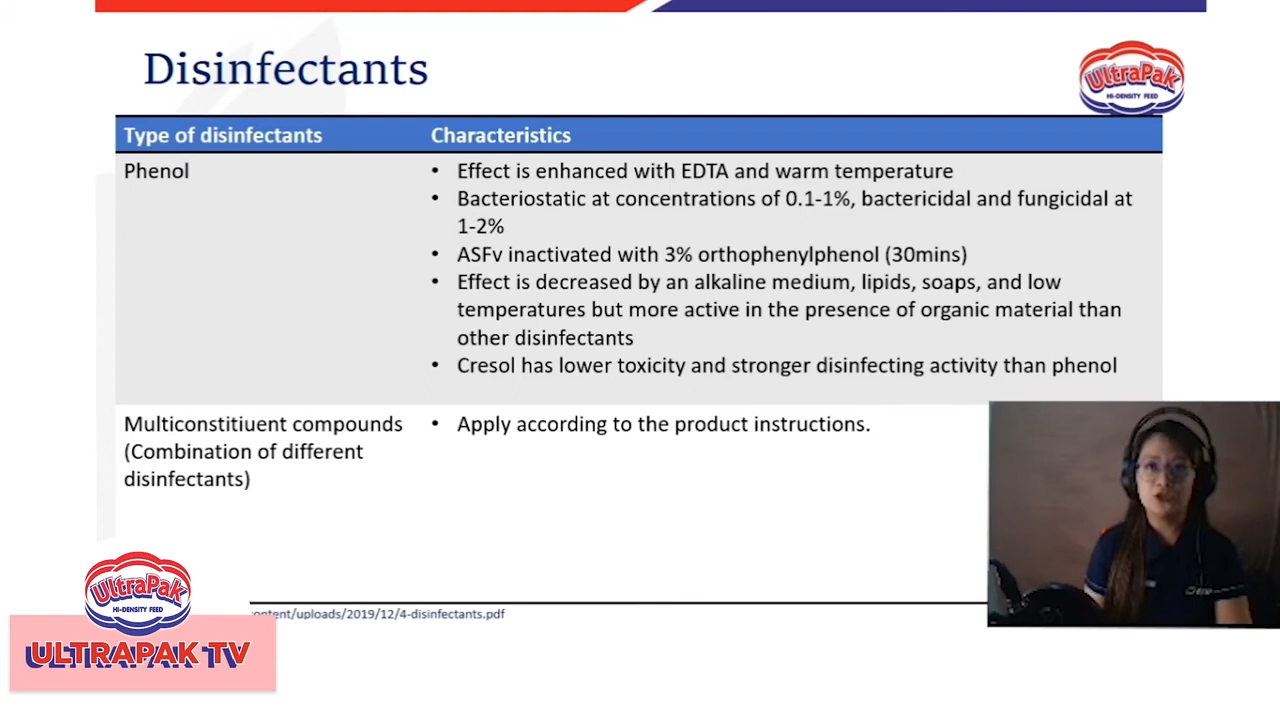 Disinfectants
UltraPak
HI-DENSITY FEED
Type of disinfectants Characteristics
Phenol
• Effect is enhanced with EDTA and warm temperature
• Bacteriostatic at concentrations of 0.1-1%, bactericidal and fungicidal at
1-2%
• ASFv inactivated with 3% orthophenylphenol (30mins)
• Effect is decreased by an alkaline medium, lipids, soaps, and low
temperatures but more active in the presence of organic material than
other disinfectants
• Cresol has lower toxicity and stronger disinfecting activity than phenol
Multiconstitiuent compounds
(Combination of different
disinfectants)
• Apply according to the product instructions.
UltraPak
HI-DENSITY FEED
/uploads/2019/12/4-disinfectants.pdf
ULTRAPAK TV